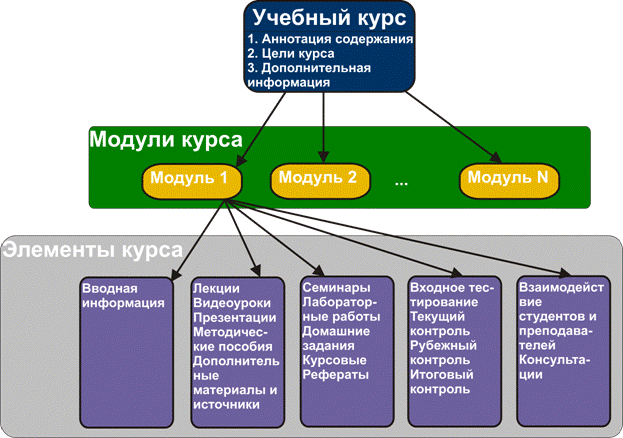 Учебный курс
1. Аннотация содержания
2. Цели курса
3. Дополнительная
информация
Модули курса
Модуль 1
Модуль 2
...
Модуль N
Элементы курса
Вводная
информация
Лекции
Видеоуроки
Презентации
Методичес-
кие пособия
Дополнитель
ные
материалы и
источники
Семинары
Лаборатор-
ные работы
Домашние
задания
Курсовые
Рефераты
Входное тес-
тирование
Текущий
контроль
Рубежный
контроль
Итоговый
контроль
Взаимодейст
вие
студентов и
преподава-
телей
Консульта-
ции